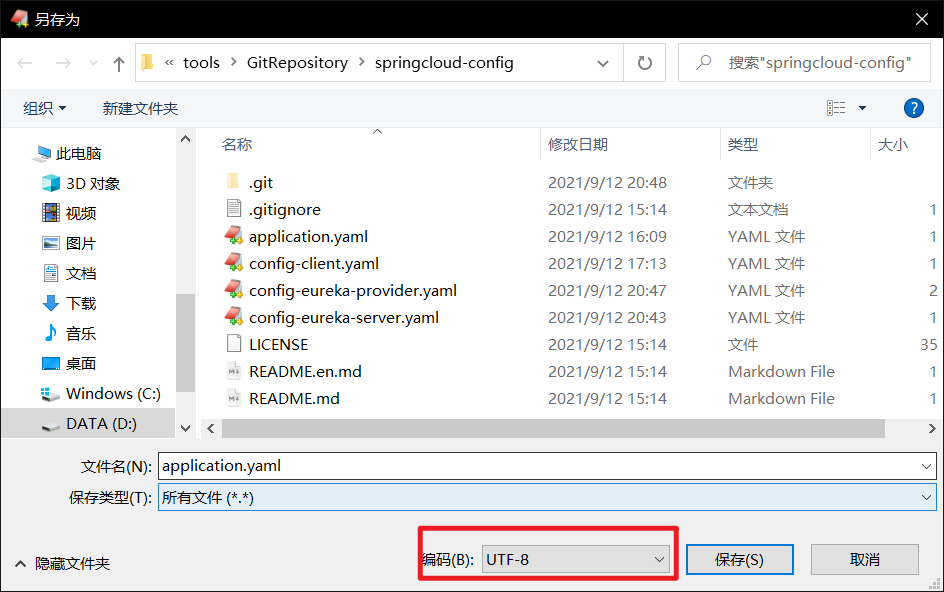 另存为
« tools > GitRepository > springcloud-config
搜索"springcloud-config"
组织 新建文件夹
名称 修改日期 类型 大小
此电脑
3D 对象
视频
图片
文档
下载
音乐
桌面
Windows (C:)
DATA (D:)
.git 2021/9/12 20:48 文件夹
.gitignore 2021/9/12 15:14 文本文档 1
application.yaml 2021/9/12 16:09 YAML 文件 1
config-client.yaml 2021/9/12 17:13 YAML 文件 1
config-eureka-provider.yaml 2021/9/12 20:47 YAML 文件 2
config-eureka-server.yaml 2021/9/12 20:43 YAML 文件 1
LICENSE 2021/9/12 15:14 文件 35
README.en.md 2021/9/12 15:14 Markdown File 1
README.md 2021/9/12 15:14 Markdown File 1
文件名(N): application.yaml
保存类型(T): 所有文件 (*.*)
隐藏文件夹 编码(B): UTF-8 保存(S) 取消